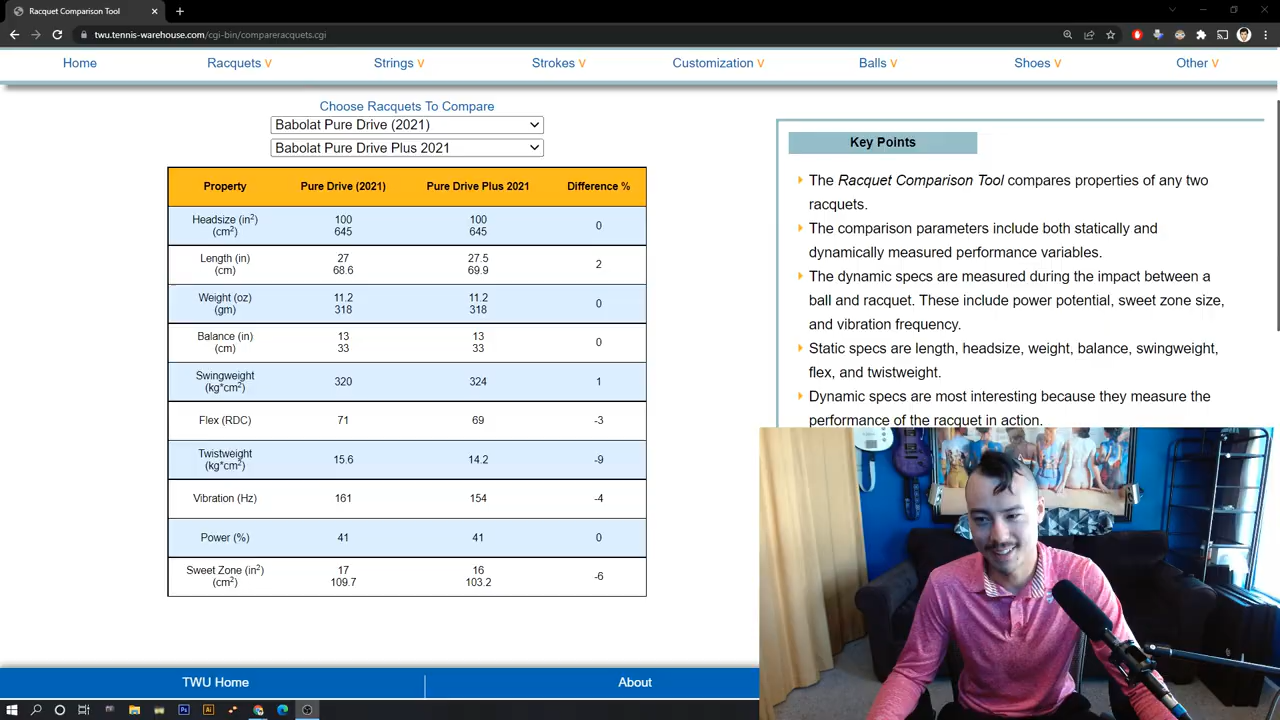 Racquet Comparison Tool
twu.tennis-warehouse.com/cgi-bin/compareracquets.cgi
Home Racquets V Strings V Strokes V Customization V Balls V Shoes V Other V
Choose Racquets To Compare
Babolat Pure Drive (2021)
Babolat Pure Drive Plus 2021
Property Pure Drive (2021) Pure Drive Plus 2021 Difference %
Headsize (in²) 100 100 0
(cm²) 645 645
Length (in) 27 27.5 2
(cm) 68.6 69.9
Weight (oz) 11.2 11.2 0
(gm) 318 318
Balance (in) 13 13 0
(cm) 33 33
Swingweight 320 324 1
(kg*cm²)
Flex (RDC) 71 69 -3
Twistweight 15.6 14.2 -9
(kg*cm²)
Vibration (Hz) 161 154 -4
Power (%) 41 41 0
Sweet Zone (in²) 17 16 -6
(cm²) 109.7 103.2
Key Points
The Racquet Comparison Tool compares properties of any two
racquets.
The comparison parameters include both statically and
dynamically measured performance variables.
The dynamic specs are measured during the impact between a
ball and racquet. These include power potential, sweet zone size,
and vibration frequency.
Static specs are length, headsize, weight, balance, swingweight,
flex, and twistweight.
Dynamic specs are most interesting because they measure the
performance of the racquet in action.
TWU Home About
Ps Ai